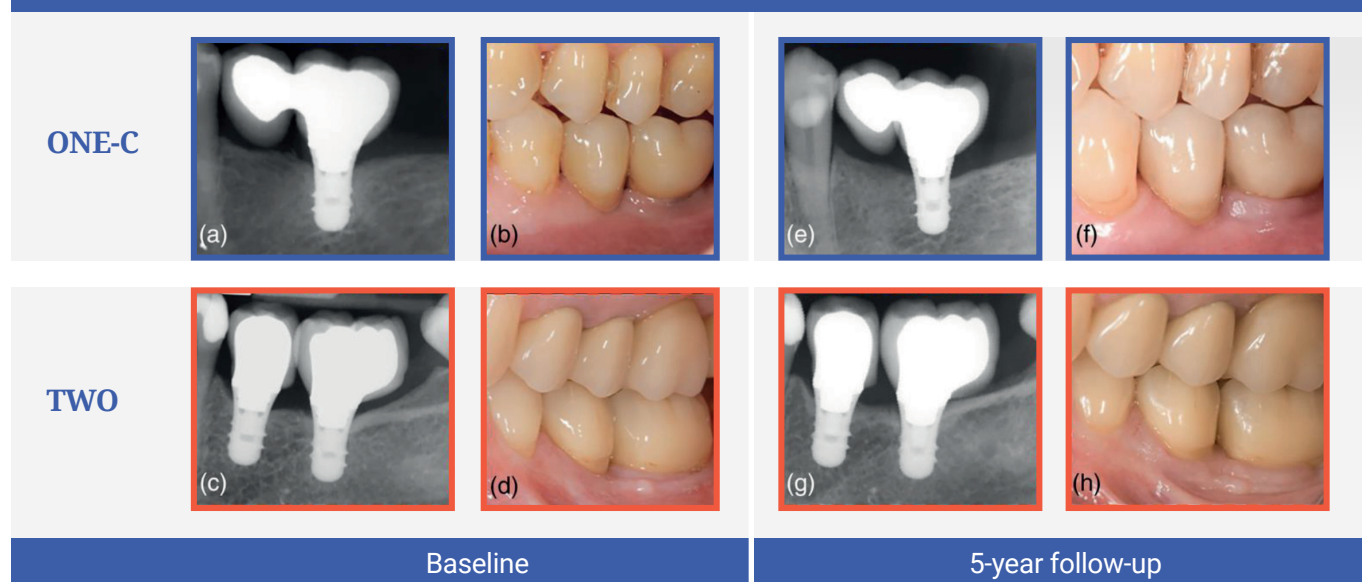 ONE-C
(a)
(b)
(e)
(f)
TWO
(c)
(d)
(g)
(h)
Baseline
5-year follow-up